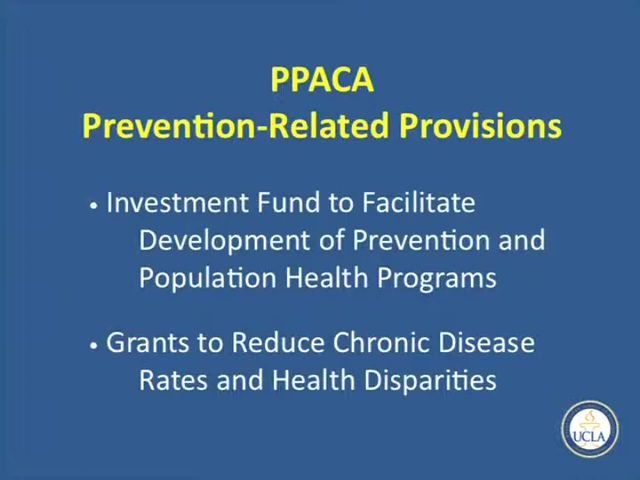 PPACA
Prevention-Related Provisions
• Investment Fund to Facilitate
Development of Prevention and
Population Health Programs
• Grants to Reduce Chronic Disease
Rates and Health Disparities
UCLA